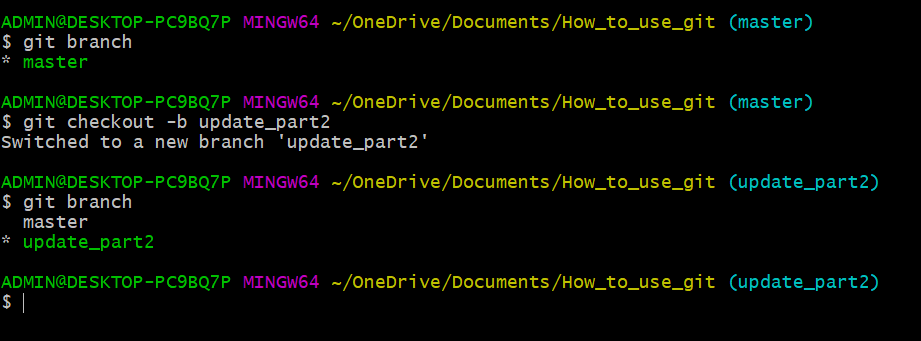 ADMIN@DESKTOP-PC9BQ7P MINGW64 ~/OneDrive/Documents/How_to_use_git (master)
$ git branch
* master
ADMIN@DESKTOP-PC9BQ7P MINGW64 ~/OneDrive/Documents/How_to_use_git (master)
$ git checkout -b update_part2
Switched to a new branch 'update_part2'
ADMIN@DESKTOP-PC9BQ7P MINGW64 ~/OneDrive/Documents/How_to_use_git (update_part2)
$ git branch
  master
* update_part2
ADMIN@DESKTOP-PC9BQ7P MINGW64 ~/OneDrive/Documents/How_to_use_git (update_part2)
$